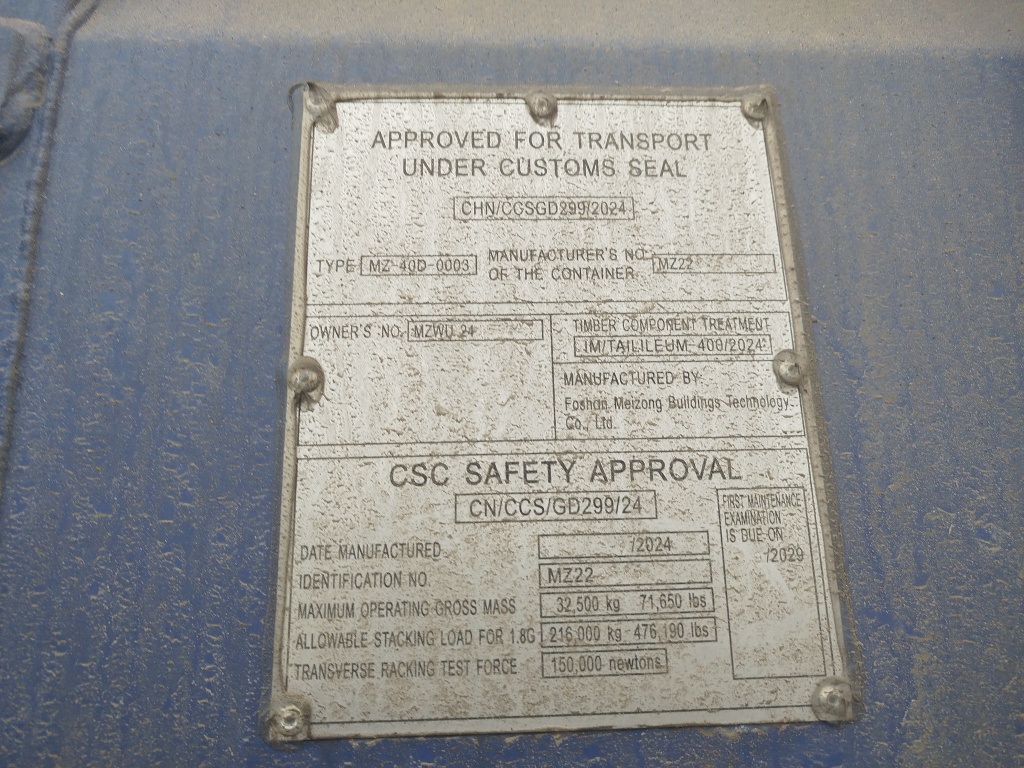 APPROVED FOR TRANSPORT
UNDER CUSTOMS SEAL
CHN/CCSGD299/2024
TYPE MZ-40D-0003
MANUFACTURER'S NO.
OF THE CONTAINER. MZ22
OWNER'S NO. MZWU 24
TIMBER COMPONENT TREATMENT
IM/TAILILEUM 400/2024
MANUFACTURED BY:
Foshan Meizong Buildings Technology
Co., Ltd.
CSC SAFETY APPROVAL
CN/CCS/GD299/24
DATE MANUFACTURED /2024
IDENTIFICATION NO. MZ22
MAXIMUM OPERATING GROSS MASS 32,500 kg 71,650 lbs
ALLOWABLE STACKING LOAD FOR 1.8G 216,000 kg 476,190 lbs
TRANSVERSE RACKING TEST FORCE 150,000 newtons
FIRST MAINTENANCE
EXAMINATION
IS DUE ON
/2029